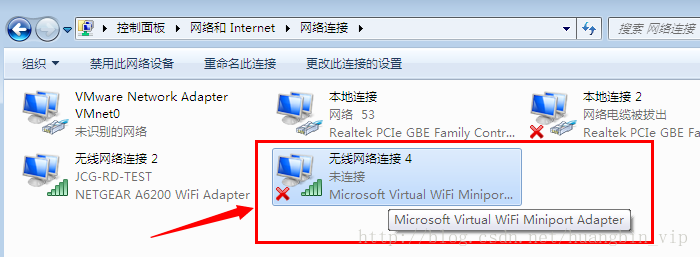 控制面板 ▸ 网络和 Internet ▸ 网络连接 ▸
搜索 网络连接
组织 禁用此网络设备 重命名此连接 更改此连接的设置
VMware Network Adapter
VMnet0
未识别的网络
本地连接
网络 53
Realtek PCIe GBE Family Contr...
本地连接 2
网络电缆被拔出
Realtek PCIe GBE Fam
无线网络连接 2
JCG-RD-TEST
NETGEAR A6200 WiFi Adapter
无线网络连接 4
未连接
Microsoft Virtual WiFi Minipor...
Microsoft Virtual WiFi Miniport Adapter
http://blog.csdn.net/huangbin_vip